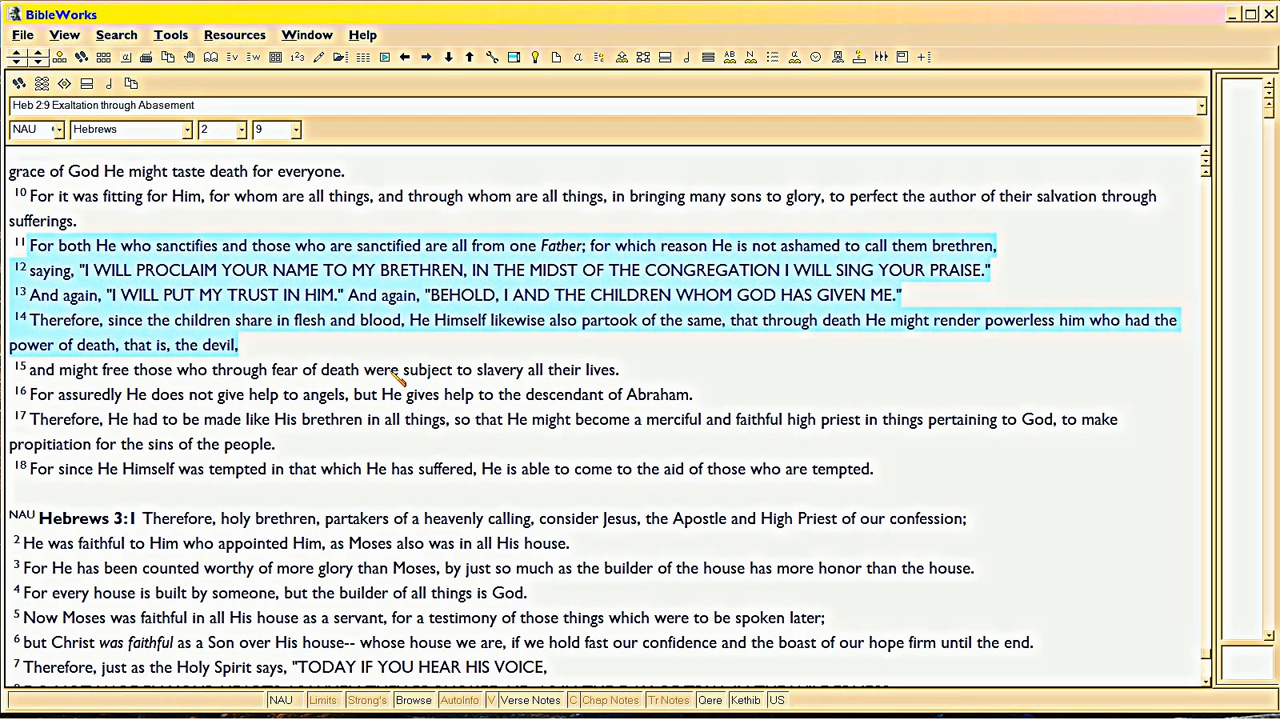 BibleWorks
File View Search Tools Resources Window Help
Heb 2:9 Exaltation through Abasement
NAU Hebrews 2 9
grace of God He might taste death for everyone.
10 For it was fitting for Him, for whom are all things, and through whom are all things, in bringing many sons to glory, to perfect the author of their salvation through
sufferings.
11 For both He who sanctifies and those who are sanctified are all from one Father; for which reason He is not ashamed to call them brethren,
12 saying, "I WILL PROCLAIM YOUR NAME TO MY BRETHREN, IN THE MIDST OF THE CONGREGATION I WILL SING YOUR PRAISE."
13 And again, "I WILL PUT MY TRUST IN HIM." And again, "BEHOLD, I AND THE CHILDREN WHOM GOD HAS GIVEN ME."
14 Therefore, since the children share in flesh and blood, He Himself likewise also partook of the same, that through death He might render powerless him who had the
power of death, that is, the devil,
15 and might free those who through fear of death were subject to slavery all their lives.
16 For assuredly He does not give help to angels, but He gives help to the descendant of Abraham.
17 Therefore, He had to be made like His brethren in all things, so that He might become a merciful and faithful high priest in things pertaining to God, to make
propitiation for the sins of the people.
18 For since He Himself was tempted in that which He has suffered, He is able to come to the aid of those who are tempted.
NAU Hebrews 3:1 Therefore, holy brethren, partakers of a heavenly calling, consider Jesus, the Apostle and High Priest of our confession;
2 He was faithful to Him who appointed Him, as Moses also was in all His house.
3 For He has been counted worthy of more glory than Moses, by just so much as the builder of the house has more honor than the house.
4 For every house is built by someone, but the builder of all things is God.
5 Now Moses was faithful in all His house as a servant, for a testimony of those things which were to be spoken later;
6 but Christ was faithful as a Son over His house-- whose house we are, if we hold fast our confidence and the boast of our hope firm until the end.
7 Therefore, just as the Holy Spirit says, "TODAY IF YOU HEAR HIS VOICE,
NAU Limits Strong's Browse AutoInfo V Verse Notes C Chap Notes Tr Notes Qere Kethib US